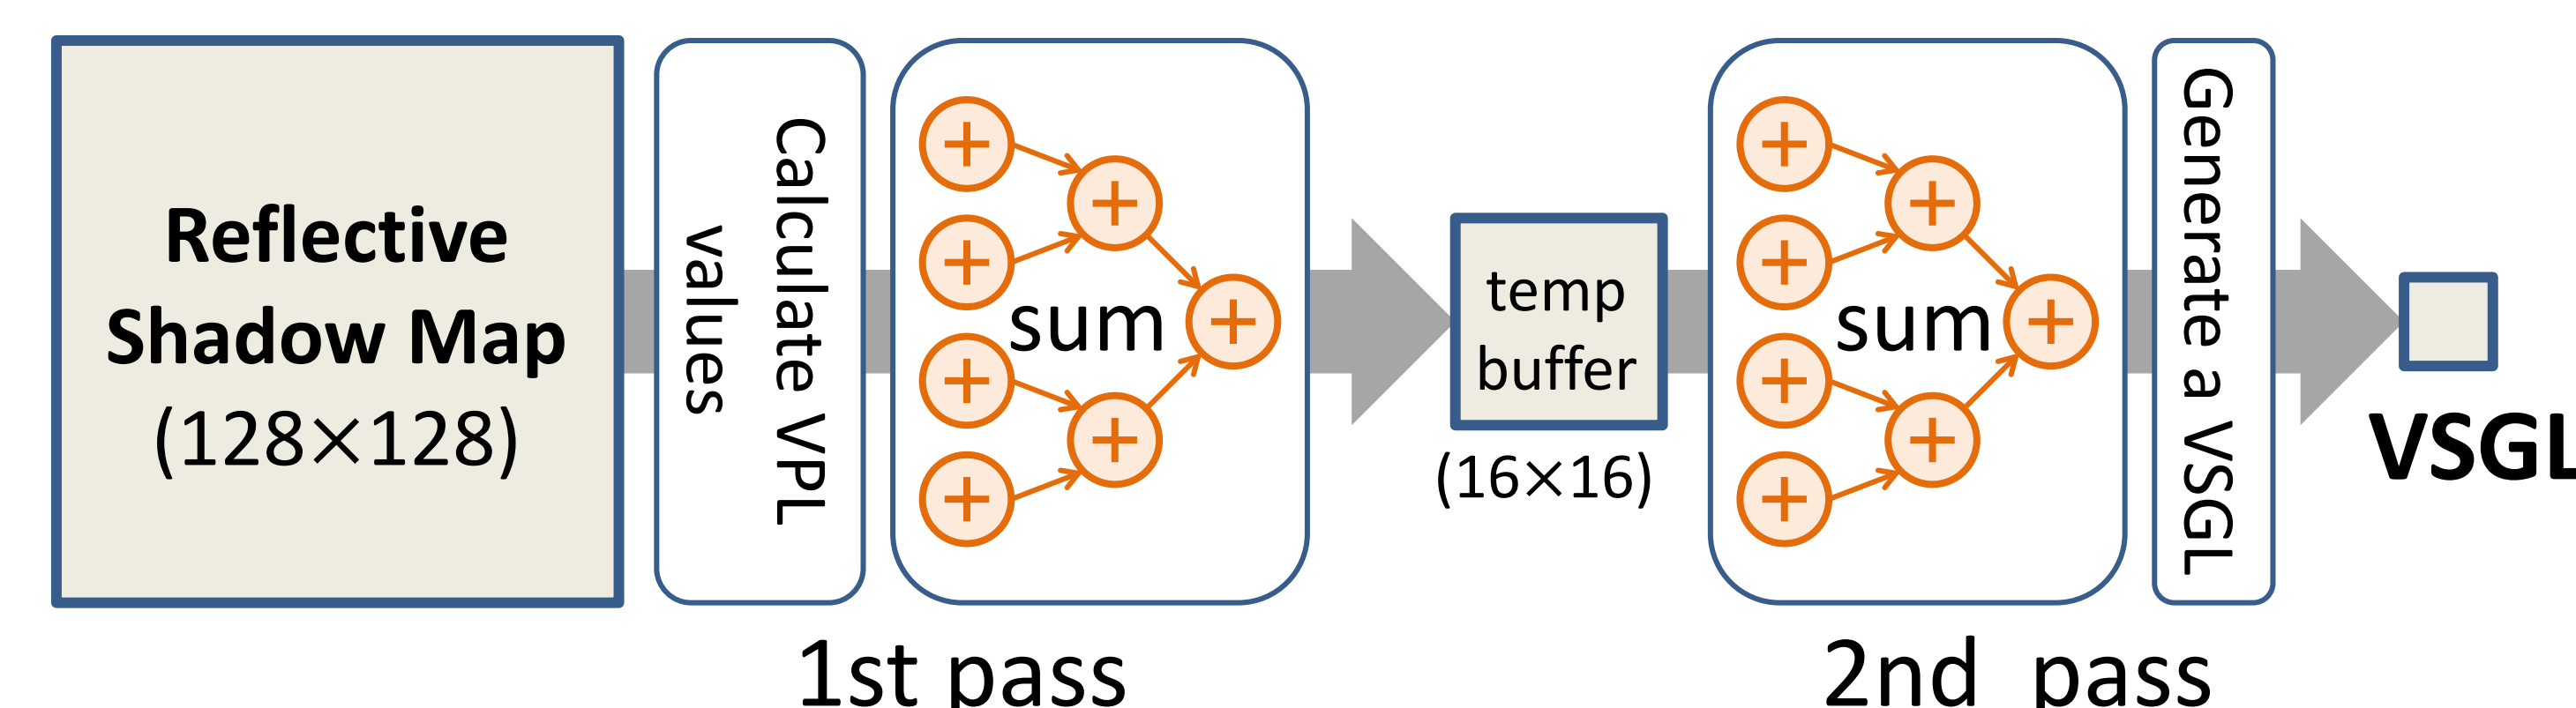 Reflective
Shadow Map
(128×128)
Calculate VPL
values
sum
1st pass
temp
buffer
(16×16)
sum
Generate a VSGL
2nd pass
VSGL